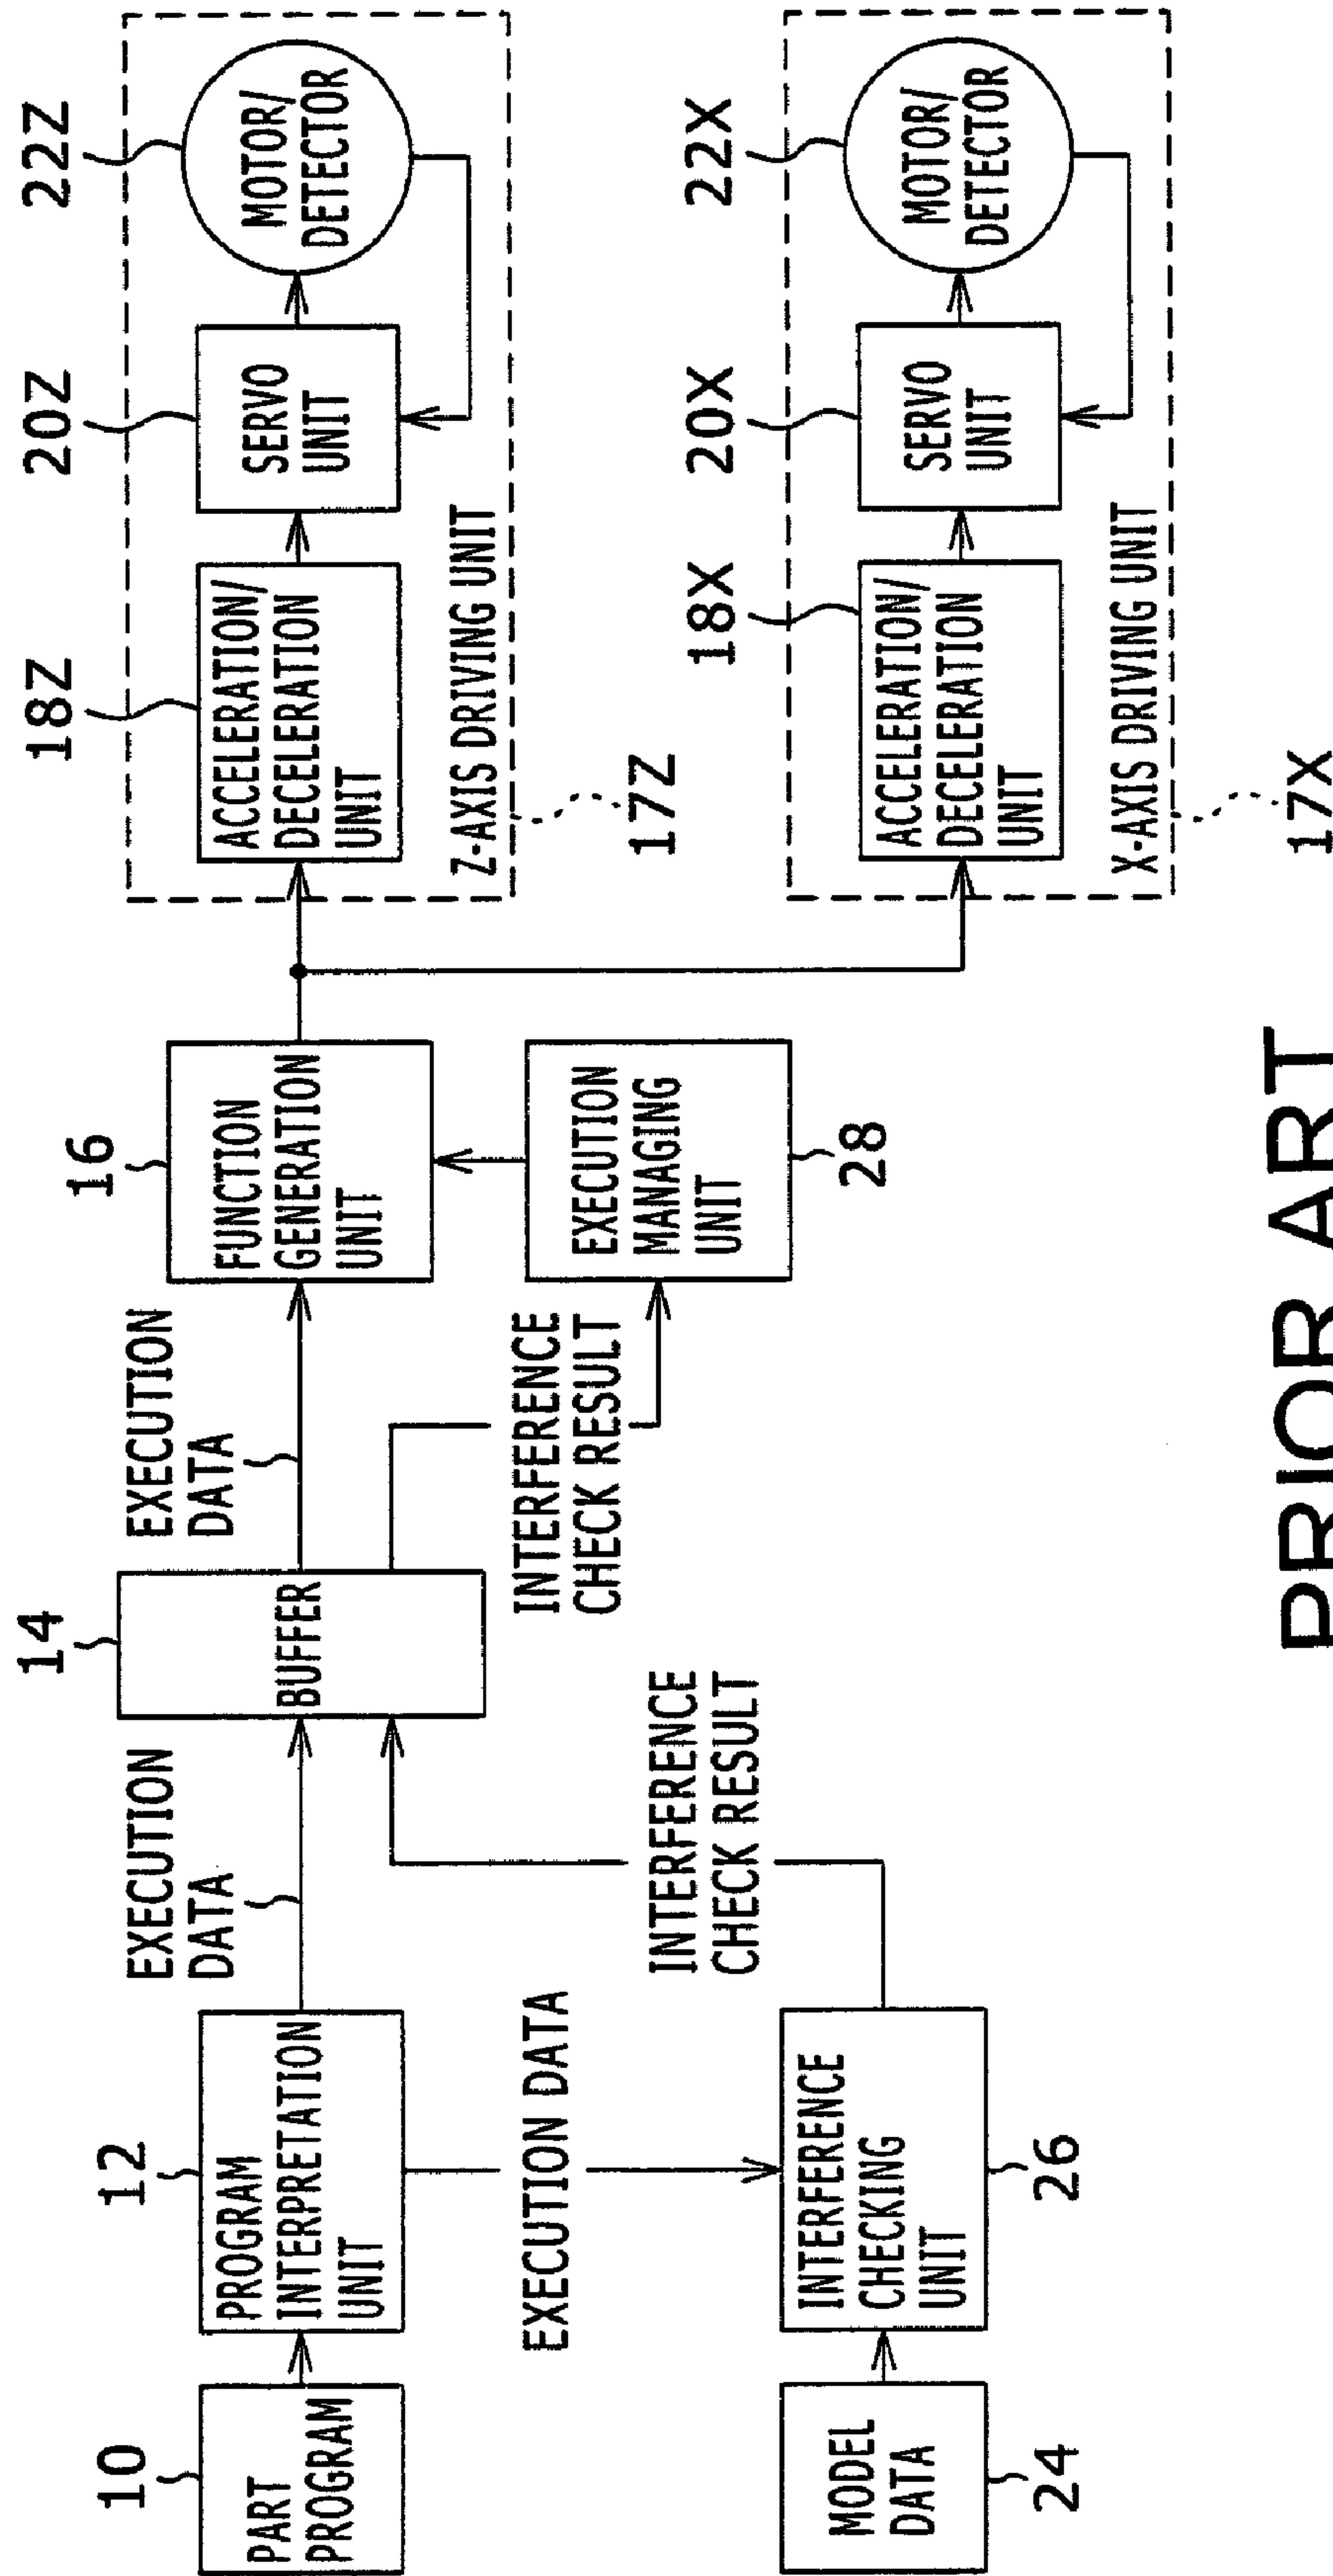 10
PART
PROGRAM
12
PROGRAM
INTERPRETATION
UNIT
EXECUTION
DATA
14
BUFFER
EXECUTION
DATA
16
FUNCTION
GENERATION
UNIT
18Z
ACCELERATION/
DECELERATION
UNIT
20Z
SERVO
UNIT
22Z
MOTOR/
DETECTOR
Z-AXIS DRIVING UNIT
17Z
EXECUTION DATA
INTERFERENCE
CHECK RESULT
INTERFERENCE
CHECK RESULT
EXECUTION
MANAGING
UNIT
28
MODEL
DATA
24
INTERFERENCE
CHECKING
UNIT
26
18X
ACCELERATION/
DECELERATION
UNIT
20X
SERVO
UNIT
22X
MOTOR/
DETECTOR
X-AXIS DRIVING UNIT
17X
PRIOR ART